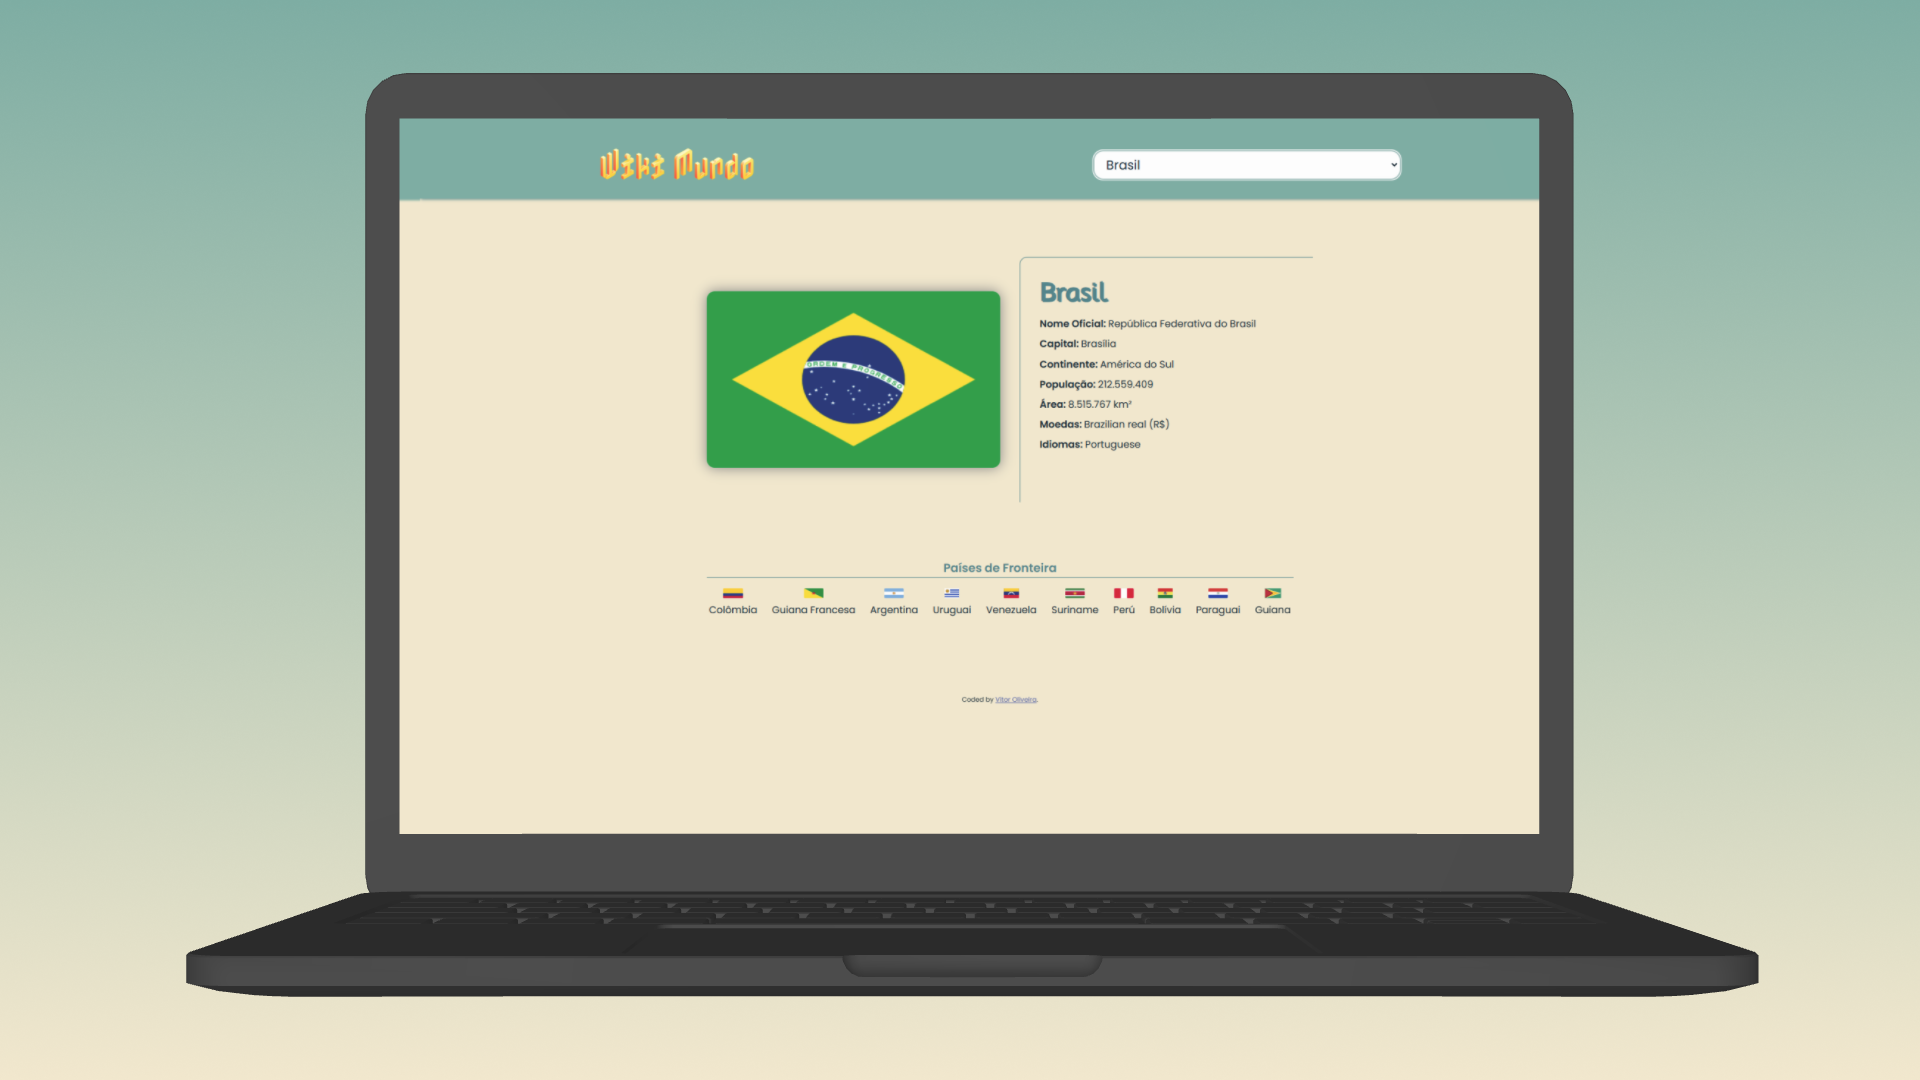 Wiki Mundo
Brasil
ORDEM E PROGRESSO
Brasil
Nome Oficial: República Federativa do Brasil
Capital: Brasília
Continente: América do Sul
População: 212.559.409
Área: 8.515.767 km²
Moedas: Brazilian real (R$)
Idiomas: Portuguese
Países de Fronteira
Colômbia Guiana Francesa Argentina Uruguai Venezuela Suriname Perú Bolívia Paraguai Guiana
Coded by Vitor Oliveira.